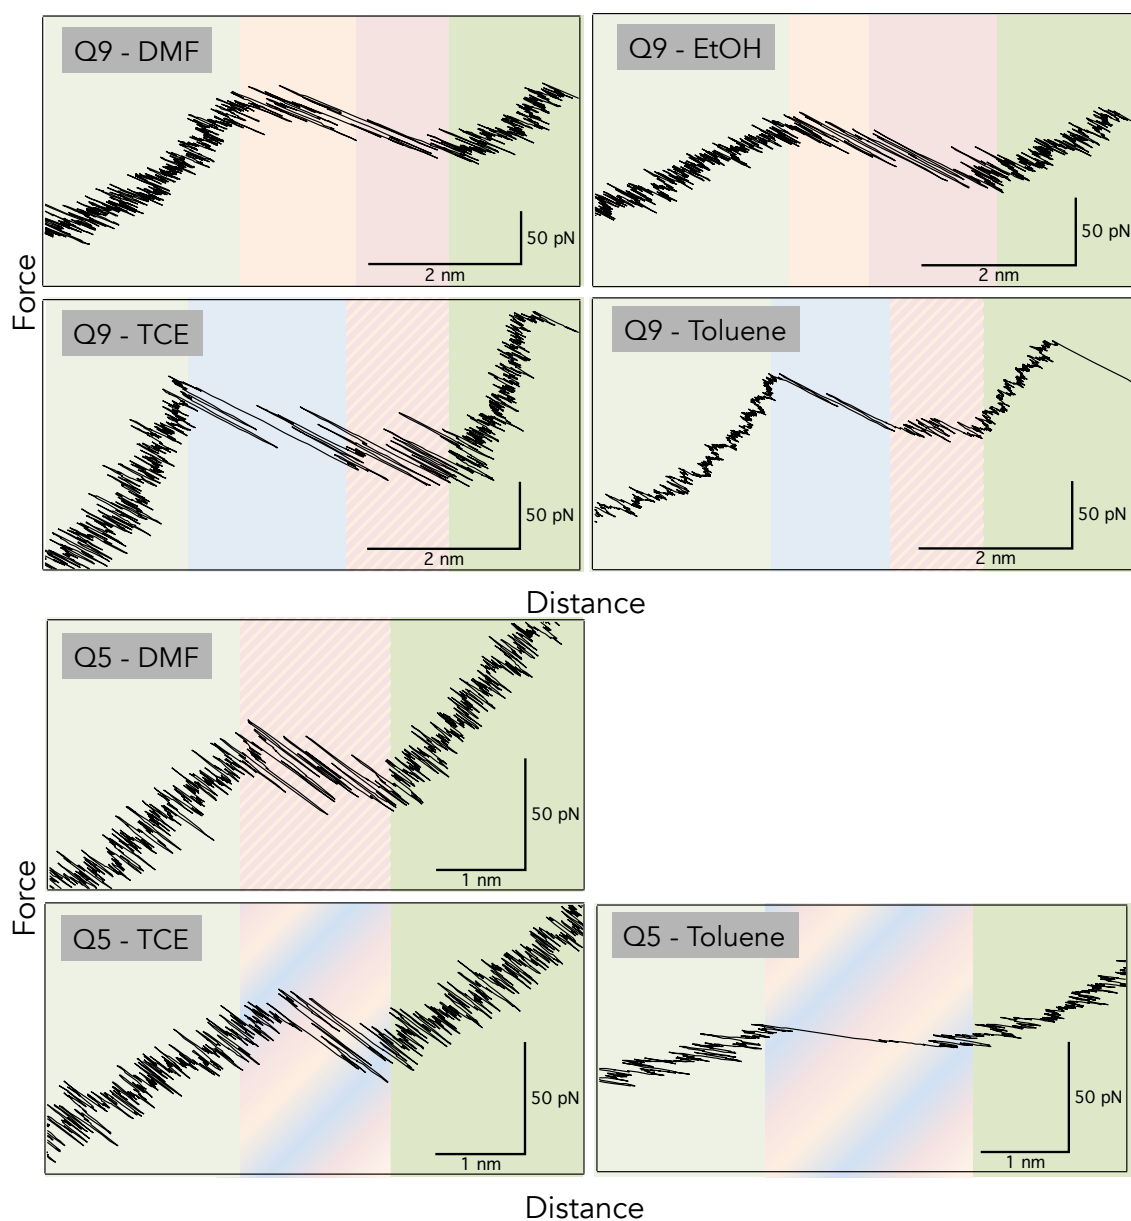 Q9 - DMF
50 pN
2 nm
Q9 - EtOH
50 pN
2 nm
Force
Q9 - TCE
50 pN
2 nm
Q9 - Toluene
50 pN
2 nm
Distance
Q5 - DMF
50 pN
1 nm
Force
Q5 - TCE
50 pN
1 nm
Q5 - Toluene
50 pN
1 nm
Distance